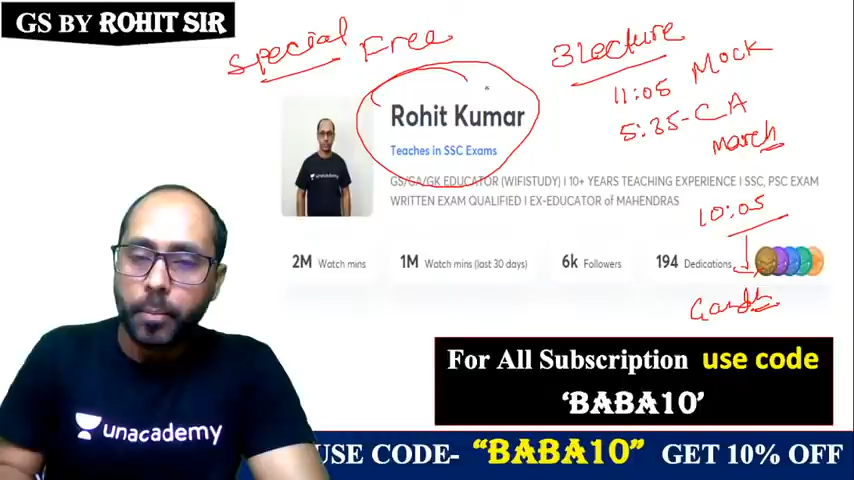 GS BY ROHIT SIR
Special Free
3 Lecture
11:05 Mock
5:35-CA
March
10:05
Gandhi
Rohit Kumar
Teaches in SSC Exams
GS/GA/GK EDUCATOR (WIFISTUDY) I 10+ YEARS TEACHING EXPERIENCE I SSC, PSC EXAM
WRITTEN EXAM QUALIFIED I EX-EDUCATOR of MAHENDRAS
unacademy
2M Watch mins
1M Watch mins (last 30 days)
6k Followers
194 Dedications
For All Subscription use code
‘BABA10’
unacademy
USE CODE- “BABA10” GET 10% OFF